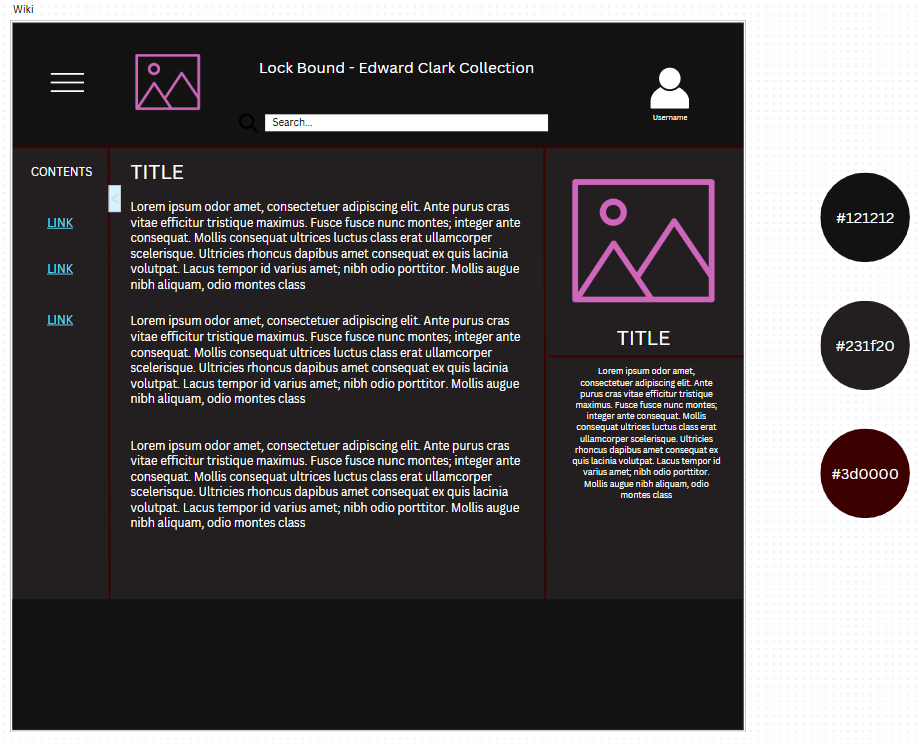 Wiki
Lock Bound - Edward Clark Collection
Search...
Username
CONTENTS
LINK
LINK
LINK
TITLE
Lorem ipsum odor amet, consectetuer adipiscing elit. Ante purus cras
vitae efficitur tristique maximus. Fusce fusce nunc montes; integer ante
consequat. Mollis consequat ultrices luctus class erat ullamcorper
scelerisque. Ultricies rhoncus dapibus amet consequat ex quis lacinia
volutpat. Lacus tempor id varius amet; nibh odio porttitor. Mollis augue
nibh aliquam, odio montes class
Lorem ipsum odor amet, consectetuer adipiscing elit. Ante purus cras
vitae efficitur tristique maximus. Fusce fusce nunc montes; integer ante
consequat. Mollis consequat ultrices luctus class erat ullamcorper
scelerisque. Ultricies rhoncus dapibus amet consequat ex quis lacinia
volutpat. Lacus tempor id varius amet; nibh odio porttitor. Mollis augue
nibh aliquam, odio montes class
Lorem ipsum odor amet, consectetuer adipiscing elit. Ante purus cras
vitae efficitur tristique maximus. Fusce fusce nunc montes; integer ante
consequat. Mollis consequat ultrices luctus class erat ullamcorper
scelerisque. Ultricies rhoncus dapibus amet consequat ex quis lacinia
volutpat. Lacus tempor id varius amet; nibh odio porttitor. Mollis augue
nibh aliquam, odio montes class
TITLE
Lorem ipsum odor amet,
consectetuer adipiscing elit. Ante
purus cras vitae efficitur tristique
maximus. Fusce fusce nunc montes;
integer ante consequat. Mollis
consequat ultrices luctus class erat
ullamcorper scelerisque. Ultricies
rhoncus dapibus amet consequat ex
quis lacinia volutpat. Lacus tempor id
varius amet; nibh odio porttitor.
Mollis augue nibh aliquam, odio
montes class
#121212
#231f20
#3d0000